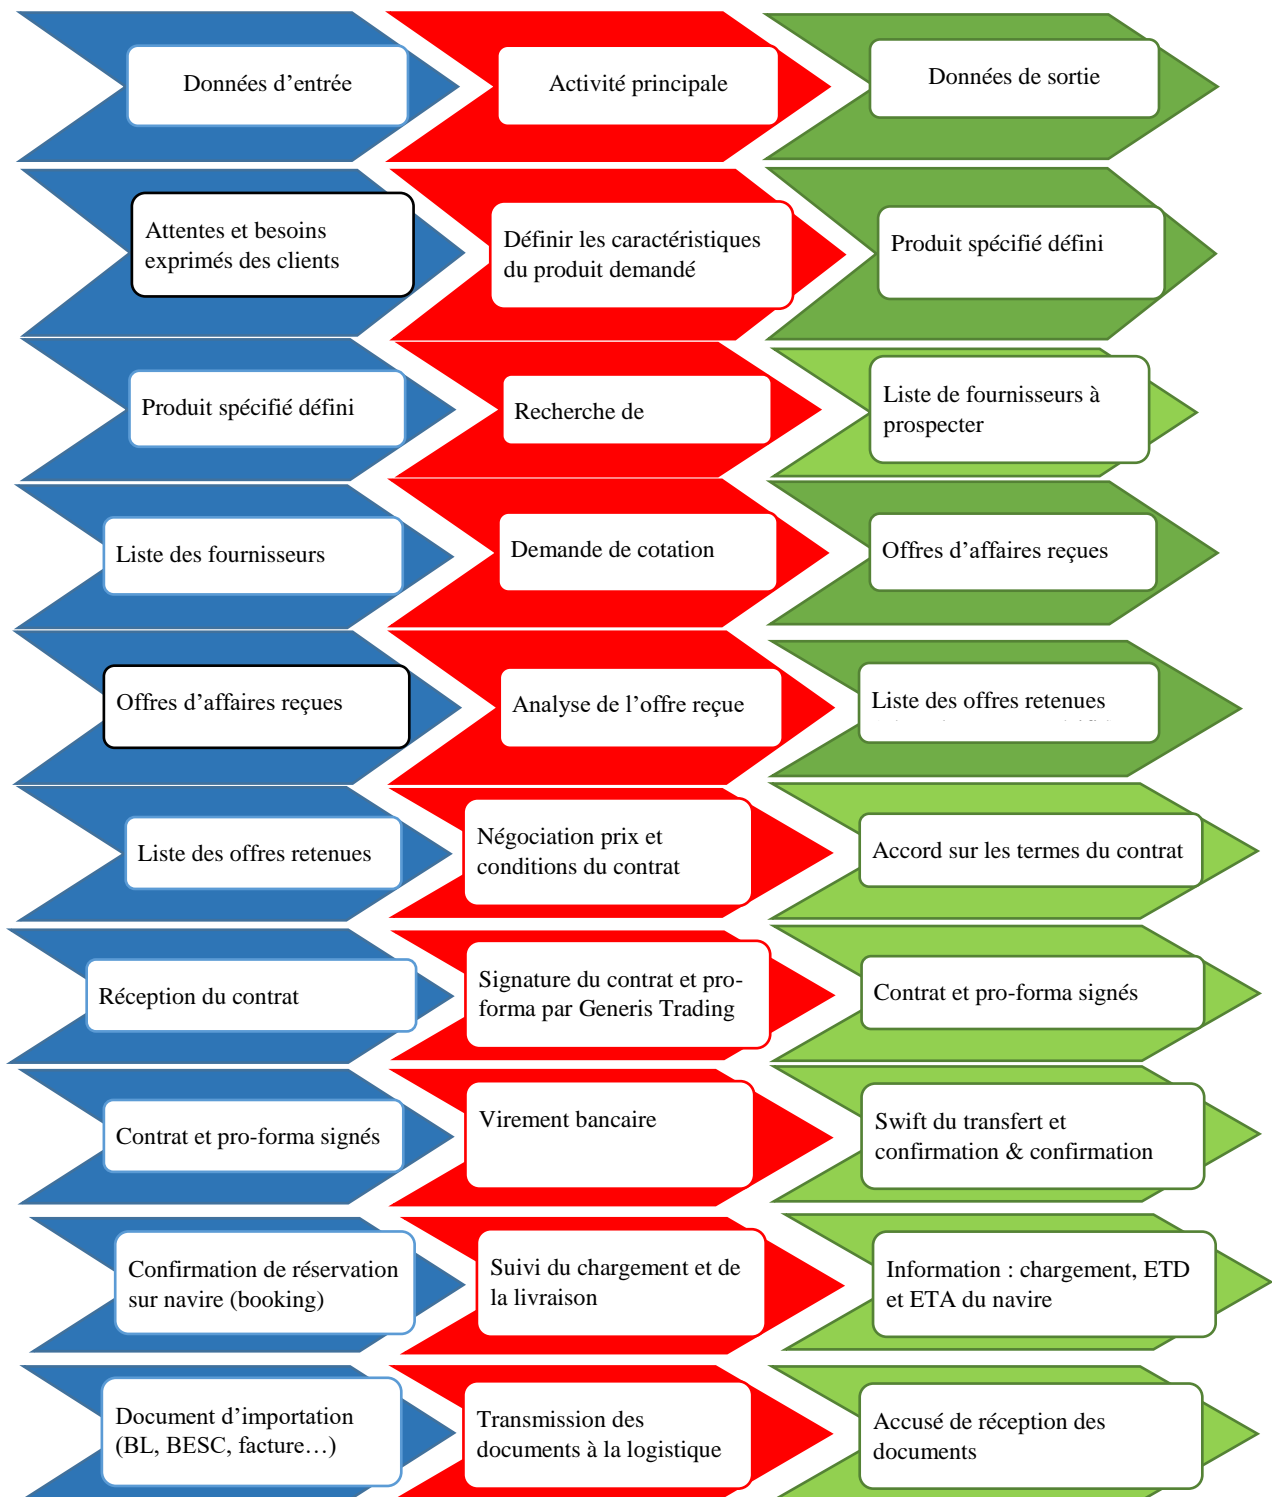 Données d’entrée
Activité principale
Données de sortie
Attentes et besoins
exprimés des clients
Définir les caractéristiques
du produit demandé
Produit spécifié défini
Produit spécifié défini
Recherche de
Liste de fournisseurs à
prospecter
Liste des fournisseurs
Demande de cotation
Offres d’affaires reçues
Offres d’affaires reçues
Analyse de l’offre reçue
Liste des offres retenues
Liste des offres retenues
Négociation prix et
conditions du contrat
Accord sur les termes du contrat
Réception du contrat
Signature du contrat et pro-
forma par Generis Trading
Contrat et pro-forma signés
Contrat et pro-forma signés
Virement bancaire
Swift du transfert et
confirmation & confirmation
Confirmation de réservation
sur navire (booking)
Suivi du chargement et de
la livraison
Information : chargement, ETD
et ETA du navire
Document d’importation
(BL, BESC, facture…)
Transmission des
documents à la logistique
Accusé de réception des
documents